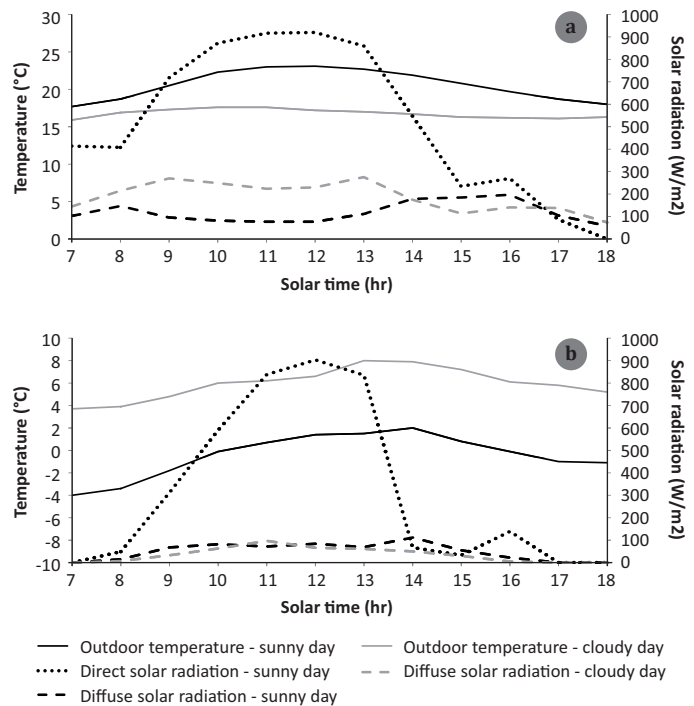 30
25
20
15
10
5
0
Temperature (°C)
1000
900
800
700
600
500
400
300
200
100
0
Solar radiation (W/m2)
a
7 8 9 10 11 12 13 14 15 16 17 18
Solar time (hr)
10
8
6
4
2
0
-2
-4
-6
-8
-10
Temperature (°C)
1000
900
800
700
600
500
400
300
200
100
0
Solar radiation (W/m2)
b
7 8 9 10 11 12 13 14 15 16 17 18
Solar time (hr)
Outdoor temperature - sunny day
Outdoor temperature - cloudy day
Direct solar radiation - sunny day
Diffuse solar radiation - cloudy day
Diffuse solar radiation - sunny day